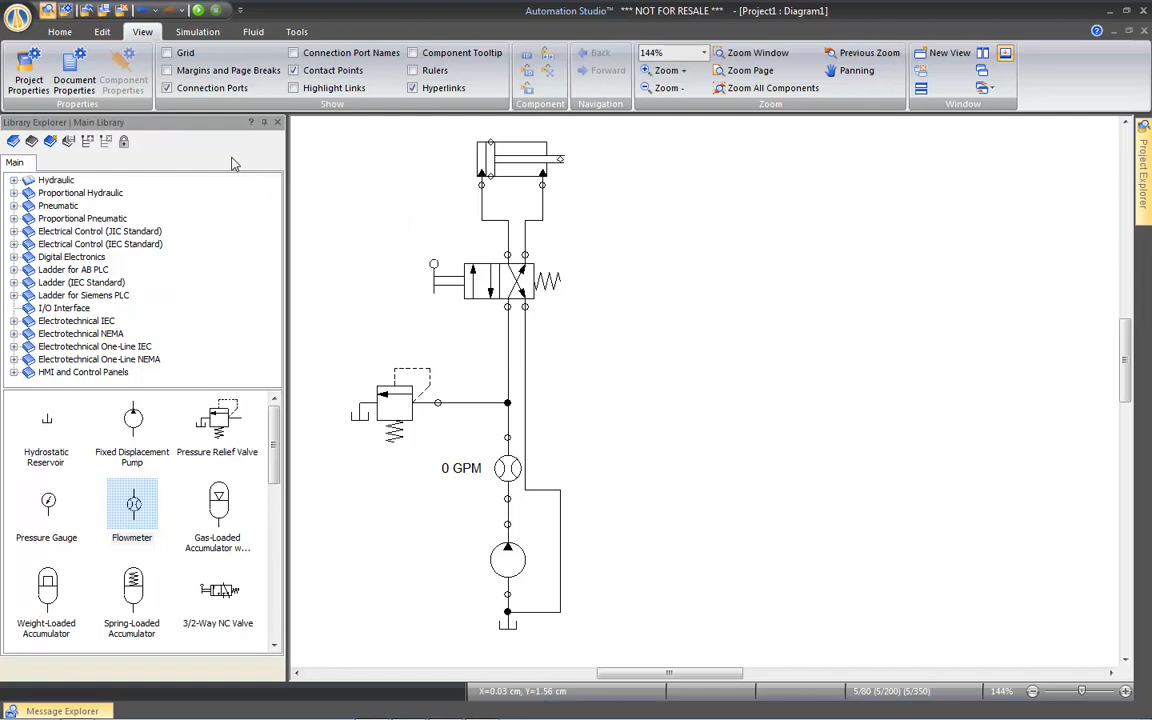 Automation Studio™ *** NOT FOR RESALE *** - [Project1 : Diagram1]
Home Edit View Simulation Fluid Tools
Project Properties
Document Properties
Component Properties
Properties
Grid
Margins and Page Breaks
Connection Ports
Connection Port Names
Contact Points
Highlight Links
Component Tooltip
Rulers
Hyperlinks
Show
Component
Back
Forward
Navigation
144%
Zoom +
Zoom -
Zoom Window
Zoom Page
Zoom All Components
Previous Zoom
Panning
Zoom
New View
Window
Library Explorer | Main Library
Main
Hydraulic
Proportional Hydraulic
Pneumatic
Proportional Pneumatic
Electrical Control (JIC Standard)
Electrical Control (IEC Standard)
Digital Electronics
Ladder for AB PLC
Ladder (IEC Standard)
Ladder for Siemens PLC
I/O Interface
Electrotechnical IEC
Electrotechnical NEMA
Electrotechnical One-Line IEC
Electrotechnical One-Line NEMA
HMI and Control Panels
Hydrostatic Reservoir
Fixed Displacement Pump
Pressure Relief Valve
Pressure Gauge
Flowmeter
Gas-Loaded Accumulator w...
Weight-Loaded Accumulator
Spring-Loaded Accumulator
3/2-Way NC Valve
0 GPM
Project Explorer
X=0.03 cm, Y=1.56 cm
5/80 (5/200) (5/350)
144%
Message Explorer